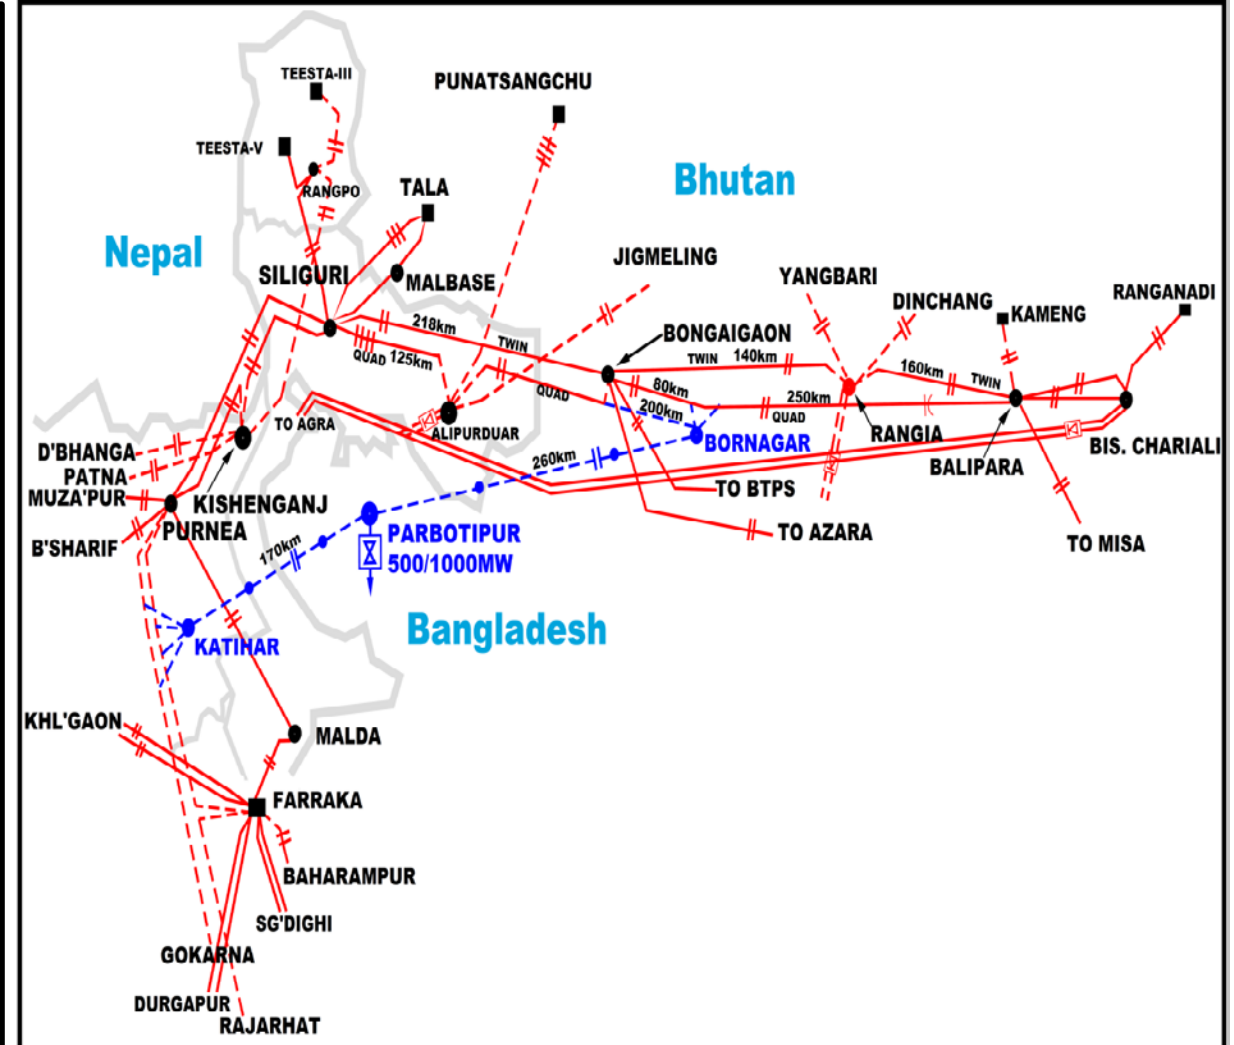 TEESTA-III
PUNATSANGCHU
TEESTA-V
RANGPO
TALA
Bhutan
Nepal
SILIGURI
MALBASE
JIGMELING
YANGBARI
DINCHANG
KAMENG
RANGANADI
218km
TWIN
BONGAIGAON
QUAD 125km
TWIN 140km
160km
TWIN
80km
QUAD
200km
250km
QUAD
TO AGRA
ALIPURDUAR
BORNAGAR
RANGIA
BALIPARA
BIS. CHARIALI
D'BHANGA
PATNA
MUZA'PUR
KISHENGANJ
PURNEA
B'SHARIF
260km
TO BTPS
TO AZARA
TO MISA
170km
PARBOTIPUR
500/1000MW
Bangladesh
KATIHAR
KHL'GAON
MALDA
FARRAKA
BAHARAMPUR
SG'DIGHI
GOKARNA
DURGAPUR
RAJARHAT